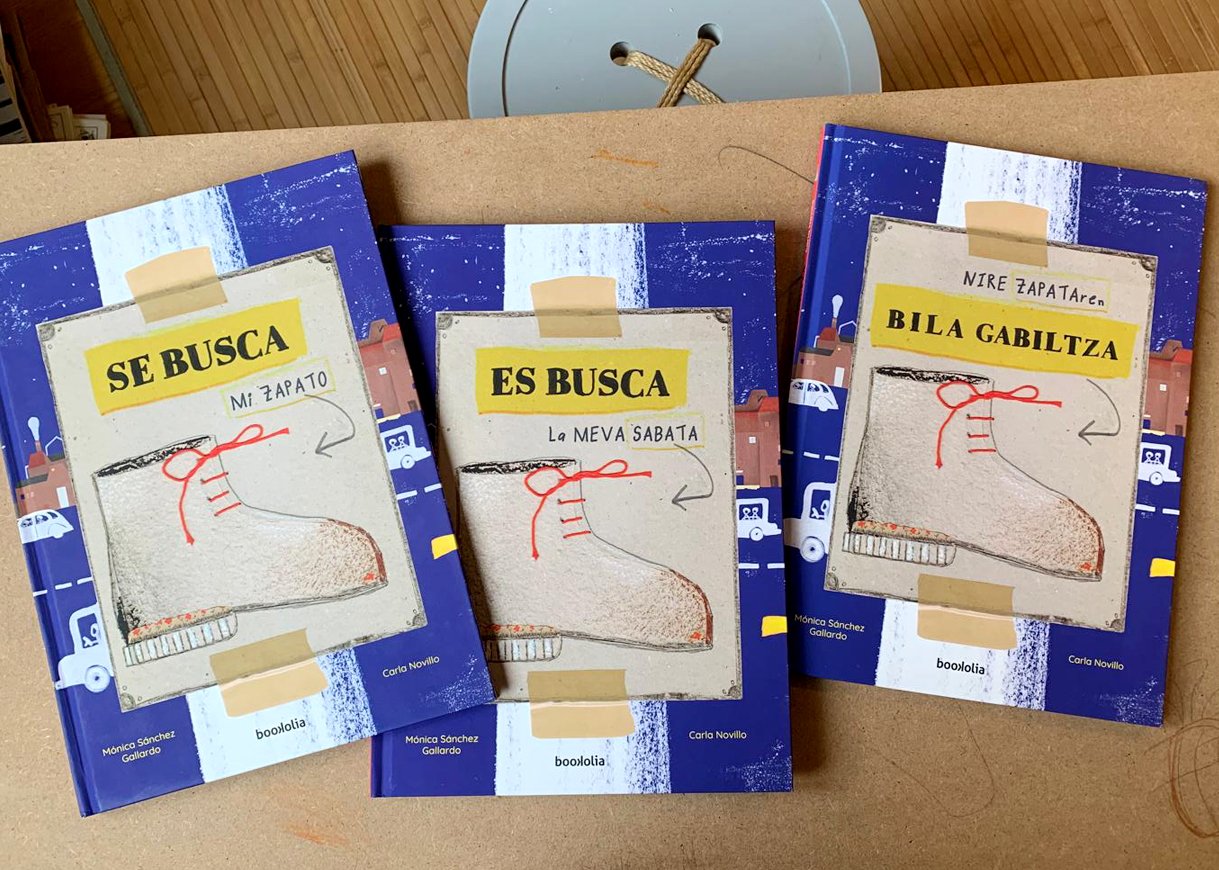 SE BUSCA
Mi ZAPATO
Mónica Sánchez
Gallardo
bookolia
Carla Novillo
ES BUSCA
La MEVA SABATA
Mónica Sánchez
Gallardo
bookolia
Carla Novillo
NIRE ZAPATAren
BILA GABILTZA
Mónica Sánchez
Gallardo
bookolia
Carla Novillo